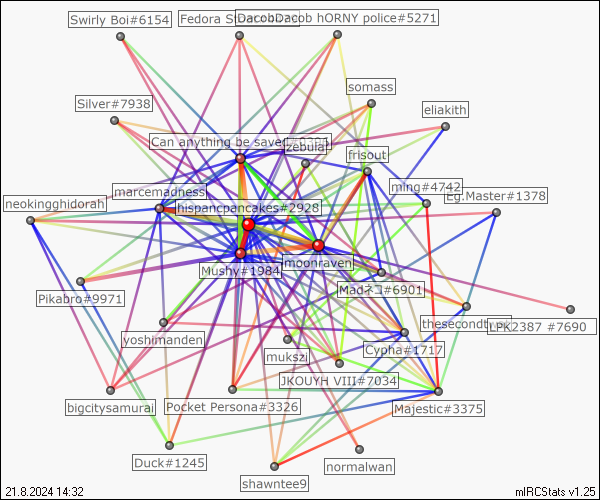 Swirly Boi#6154
Fedora S
DacobDacob hORNY police#5271
somass
Silver#7938
eliakith
Can anything be saved
zebular
frisout
marcemadness
ming#4742
Eg.Master#1378
neokingghidorah
hispancpancakes#2928
Mushy#1984
moonraven
Madネコ#6901
Pikabro#9971
yoshimanden
thesecondt
LPK2387 #7690
mukszil
Cypha#1717
JKOUYH VIII#7034
bigcitysamurai
Pocket Persona#3326
Majestic#3375
Duck#1245
normalwan
shawntee9
21.8.2024 14:32
mIRCStats v1.25